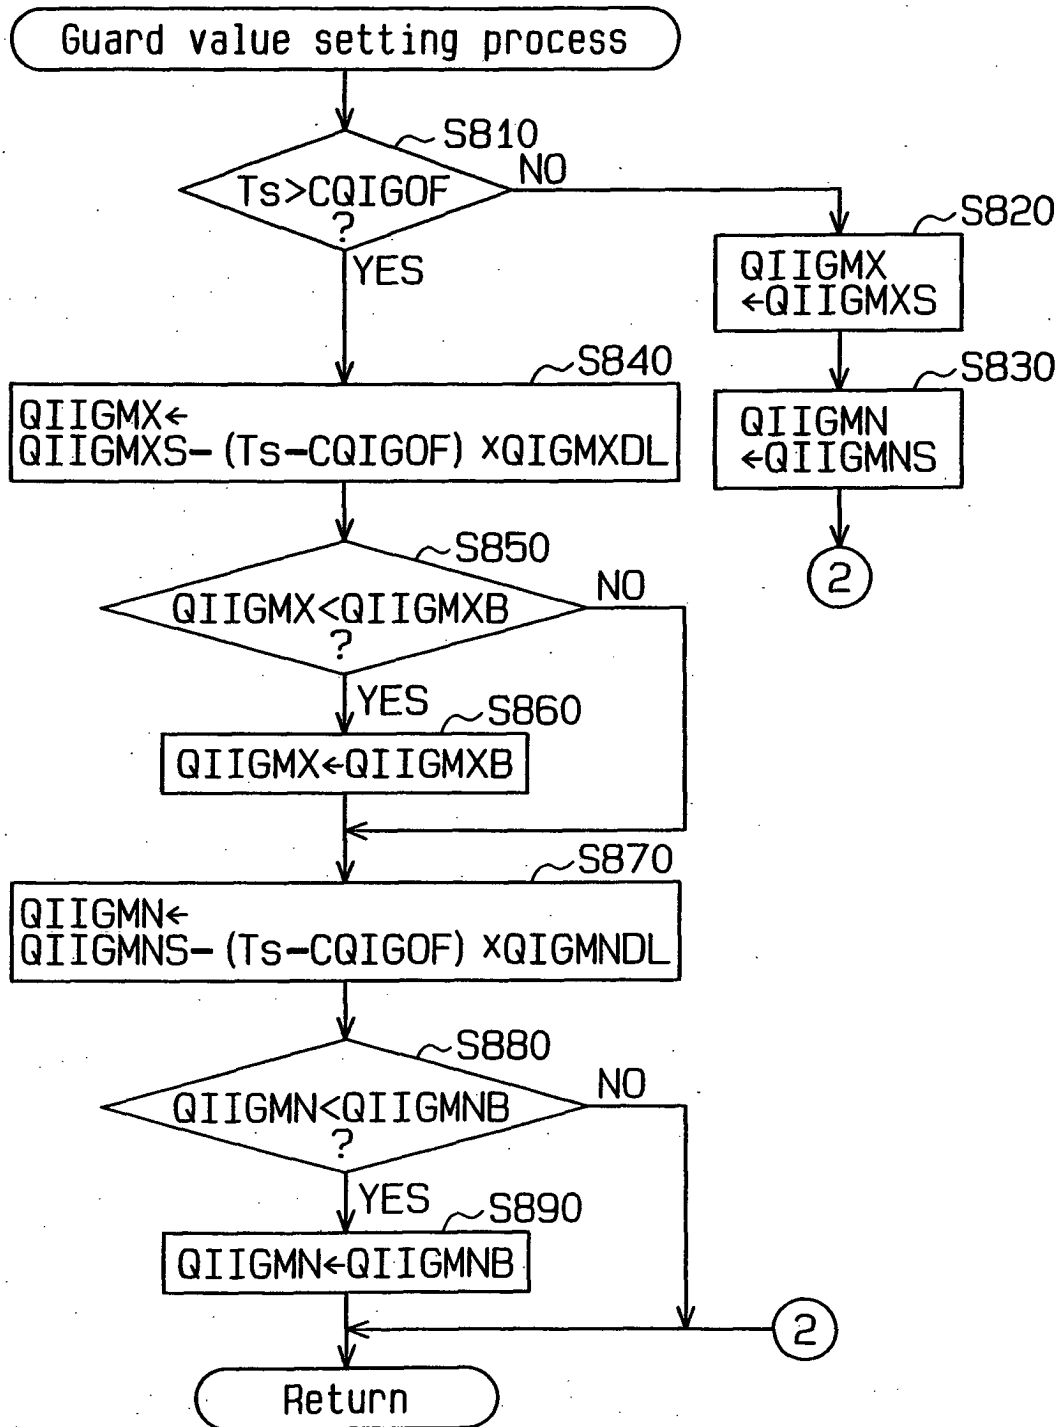 Guard value setting process
S810
Ts>CQIGOF
?
NO
YES
S820
QIIGMX
←QIIGMXS
S830
QIIGMN
←QIIGMNS
2
S840
QIIGMX←
QIIGMXS-(Ts-CQIGOF)×QIGMXDL
S850
QIIGMX<QIIGMXB
?
NO
YES
S860
QIIGMX←QIIGMXB
S870
QIIGMN←
QIIGMNS-(Ts-CQIGOF)×QIGMNDL
S880
QIIGMN<QIIGMNB
?
NO
YES
S890
QIIGMN←QIIGMNB
2
Return